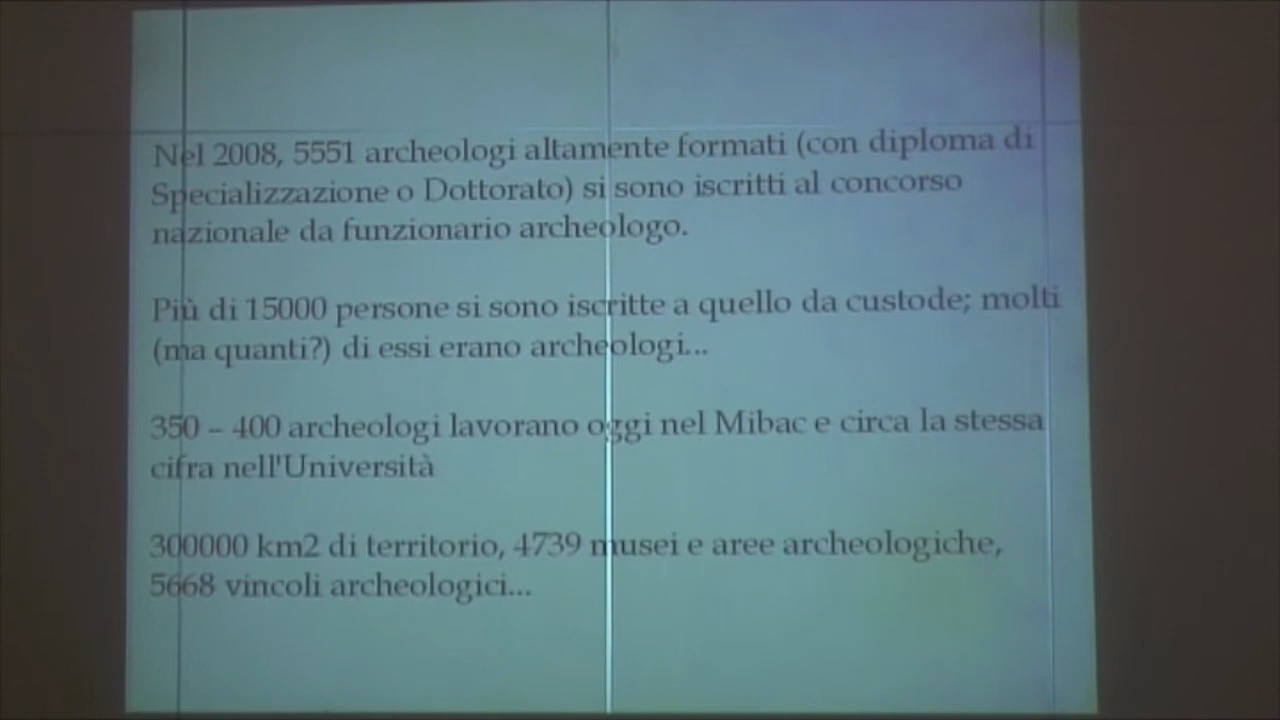 Nel 2008, 5551 archeologi altamente formati (con diploma di
Specializzazione o Dottorato) si sono iscritti al concorso
nazionale da funzionario archeologo.
Più di 15000 persone si sono iscritte a quello da custode; molti
(ma quanti?) di essi erano archeologi...
350 – 400 archeologi lavorano oggi nel Mibac e circa la stessa
cifra nell'Università
300000 km2 di territorio, 4739 musei e aree archeologiche,
5668 vincoli archeologici...